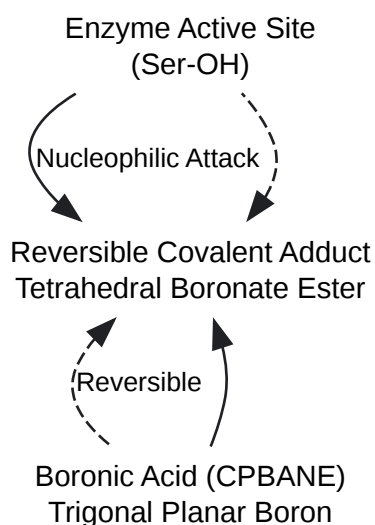 Enzyme Active Site
(Ser-OH)
Nucleophilic Attack
Reversible Covalent Adduct
Tetrahedral Boronate Ester
Reversible
Boronic Acid (CPBANE)
Trigonal Planar Boron